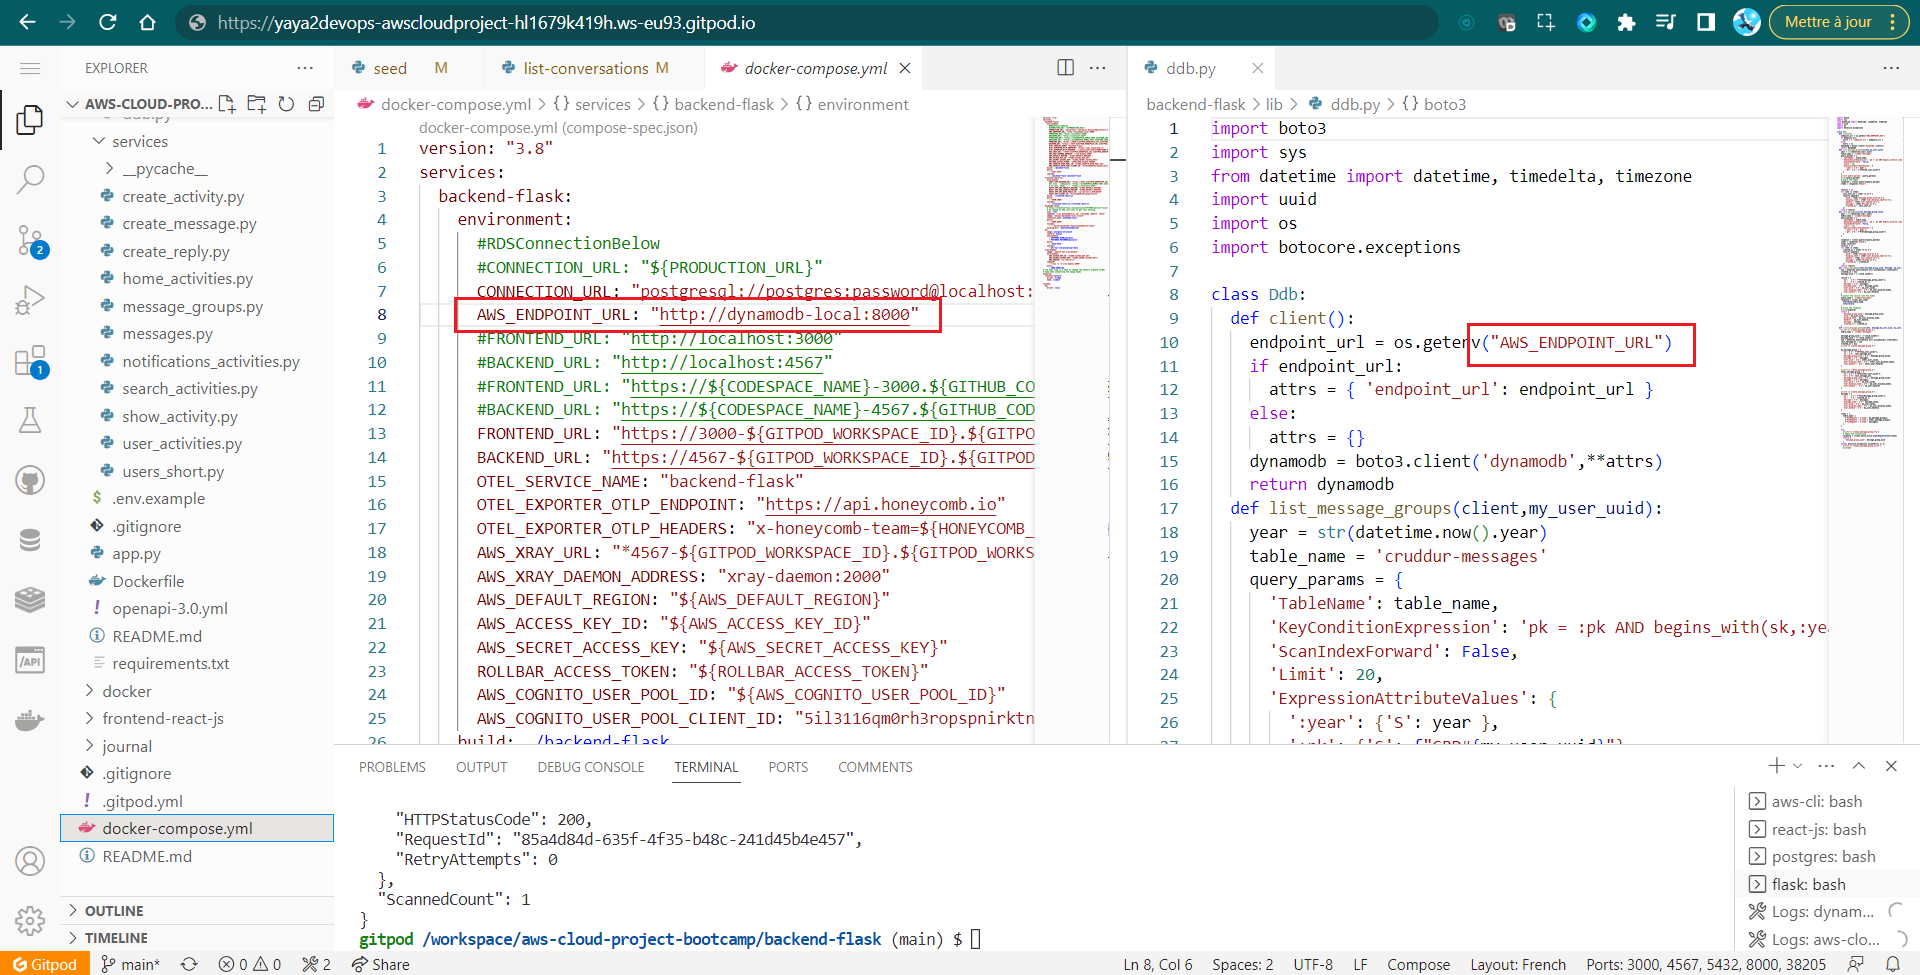 https://yaya2devops-awscloudproject-hl1679k419h.ws-eu93.gitpod.io
Mettre à jour
EXPLORER
AWS-CLOUD-PRO...
services
__pycache__
create_activity.py
create_message.py
create_reply.py
home_activities.py
message_groups.py
messages.py
notifications_activities.py
search_activities.py
show_activity.py
user_activities.py
users_short.py
$ .env.example
.gitignore
app.py
Dockerfile
! openapi-3.0.yml
README.md
requirements.txt
docker
frontend-react-js
journal
.gitignore
! .gitpod.yml
docker-compose.yml
README.md
OUTLINE
TIMELINE
2
1
/API
seed M
list-conversations M
docker-compose.yml
docker-compose.yml > {} services > {} backend-flask > {} environment
docker-compose.yml (compose-spec.json)
1 version: "3.8"
2 services:
3 backend-flask:
4 environment:
5 #RDSConnectionBelow
6 #CONNECTION_URL: "${PRODUCTION_URL}"
7 CONNECTION_URL: "postgresql://postgres:password@localhost:
8 AWS_ENDPOINT_URL: "http://dynamodb-local:8000"
9 #FRONTEND_URL: "http://localhost:3000"
10 #BACKEND_URL: "http://localhost:4567"
11 #FRONTEND_URL: "https://${CODESPACE_NAME}-3000.${GITHUB_CO
12 #BACKEND_URL: "https://${CODESPACE_NAME}-4567.${GITHUB_COD
13 FRONTEND_URL: "https://3000-${GITPOD_WORKSPACE_ID}.${GITPO
14 BACKEND_URL: "https://4567-${GITPOD_WORKSPACE_ID}.${GITPOD
15 OTEL_SERVICE_NAME: "backend-flask"
16 OTEL_EXPORTER_OTLP_ENDPOINT: "https://api.honeycomb.io"
17 OTEL_EXPORTER_OTLP_HEADERS: "x-honeycomb-team=${HONEYCOMB_
18 AWS_XRAY_URL: "*4567-${GITPOD_WORKSPACE_ID}.${GITPOD_WORKS
19 AWS_XRAY_DAEMON_ADDRESS: "xray-daemon:2000"
20 AWS_DEFAULT_REGION: "${AWS_DEFAULT_REGION}"
21 AWS_ACCESS_KEY_ID: "${AWS_ACCESS_KEY_ID}"
22 AWS_SECRET_ACCESS_KEY: "${AWS_SECRET_ACCESS_KEY}"
23 ROLLBAR_ACCESS_TOKEN: "${ROLLBAR_ACCESS_TOKEN}"
24 AWS_COGNITO_USER_POOL_ID: "${AWS_COGNITO_USER_POOL_ID}"
25 AWS_COGNITO_USER_POOL_CLIENT_ID: "5il3116qm0rh3ropspnirktn
26 build: ./backend-flask
ddb.py
backend-flask > lib > ddb.py > {} boto3
1 import boto3
2 import sys
3 from datetime import datetime, timedelta, timezone
4 import uuid
5 import os
6 import botocore.exceptions
7
8 class Ddb:
9 def client():
10 endpoint_url = os.getenv("AWS_ENDPOINT_URL")
11 if endpoint_url:
12 attrs = { 'endpoint_url': endpoint_url }
13 else:
14 attrs = {}
15 dynamodb = boto3.client('dynamodb',**attrs)
16 return dynamodb
17 def list_message_groups(client,my_user_uuid):
18 year = str(datetime.now().year)
19 table_name = 'cruddur-messages'
20 query_params = {
21 'TableName': table_name,
22 'KeyConditionExpression': 'pk = :pk AND begins_with(sk,:yea
23 'ScanIndexForward': False,
24 'Limit': 20,
25 'ExpressionAttributeValues': {
26 ':year': {'S': year },
27 ':pk': {'S': f"GRP#{my_user_uuid}"}
PROBLEMS OUTPUT DEBUG CONSOLE TERMINAL PORTS COMMENTS
"HTTPStatusCode": 200,
"RequestId": "85a4d84d-635f-4f35-b48c-241d45b4e457",
"RetryAttempts": 0
},
"ScannedCount": 1
}
gitpod /workspace/aws-cloud-project-bootcamp/backend-flask (main) $
aws-cli: bash
react-js: bash
postgres: bash
flask: bash
Logs: dynam...
Logs: aws-clo...
Gitpod main* 0 0 2 Share
Ln 8, Col 6 Spaces: 2 UTF-8 LF Compose Layout: French Ports: 3000, 4567, 5432, 8000, 38205